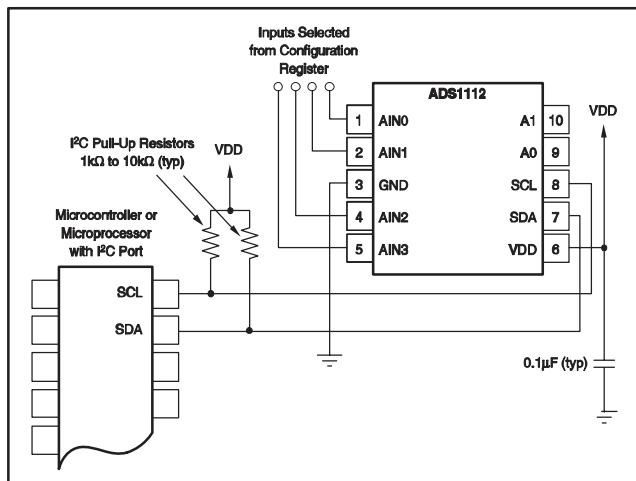 Inputs Selected
from Configuration
Register
ADS1112
VDD
1 AIN0 A1 10
2 AIN1 A0 9
3 GND SCL 8
4 AIN2 SDA 7
5 AIN3 VDD 6
I²C Pull-Up Resistors
1kΩ to 10kΩ (typ)
VDD
Microcontroller or
Microprocessor
with I²C Port
SCL
SDA
0.1µF (typ)